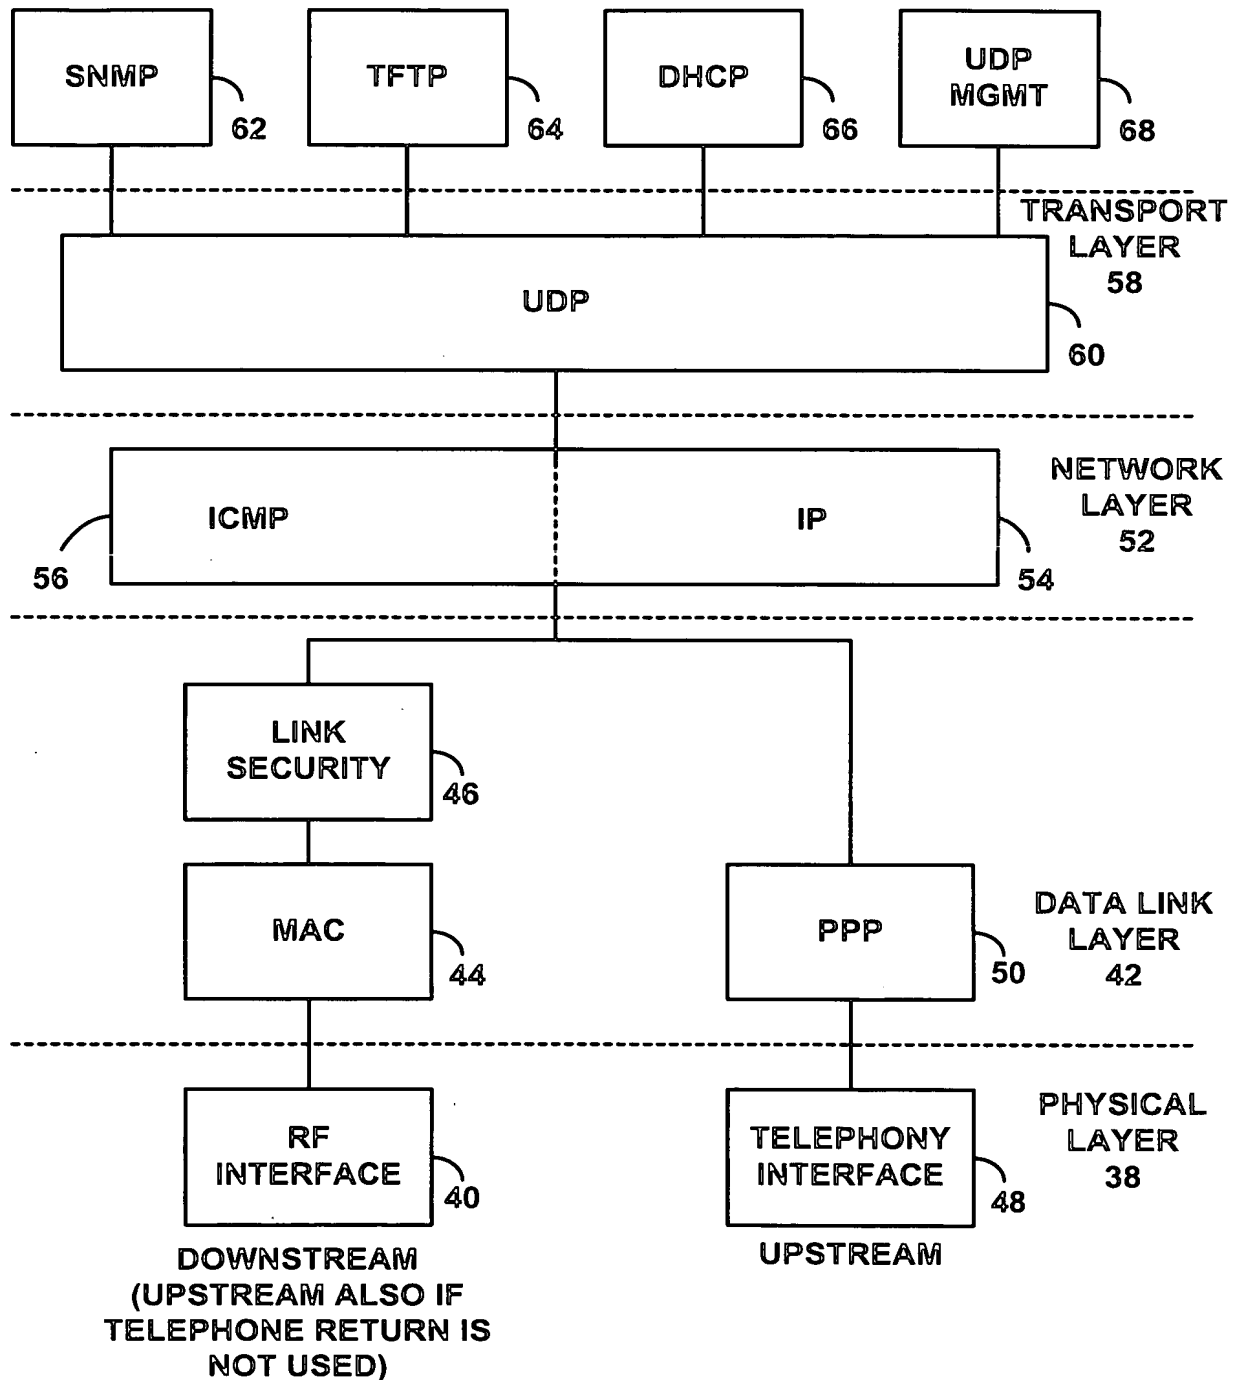 SNMP
62
TFTP
64
DHCP
66
UDP
MGMT
68
TRANSPORT
LAYER
58
UDP
60
NETWORK
LAYER
52
ICMP
56
IP
54
LINK
SECURITY
46
MAC
44
PPP
50
DATA LINK
LAYER
42
RF
INTERFACE
40
TELEPHONY
INTERFACE
48
PHYSICAL
LAYER
38
DOWNSTREAM
(UPSTREAM ALSO IF
TELEPHONE RETURN IS
NOT USED)
UPSTREAM